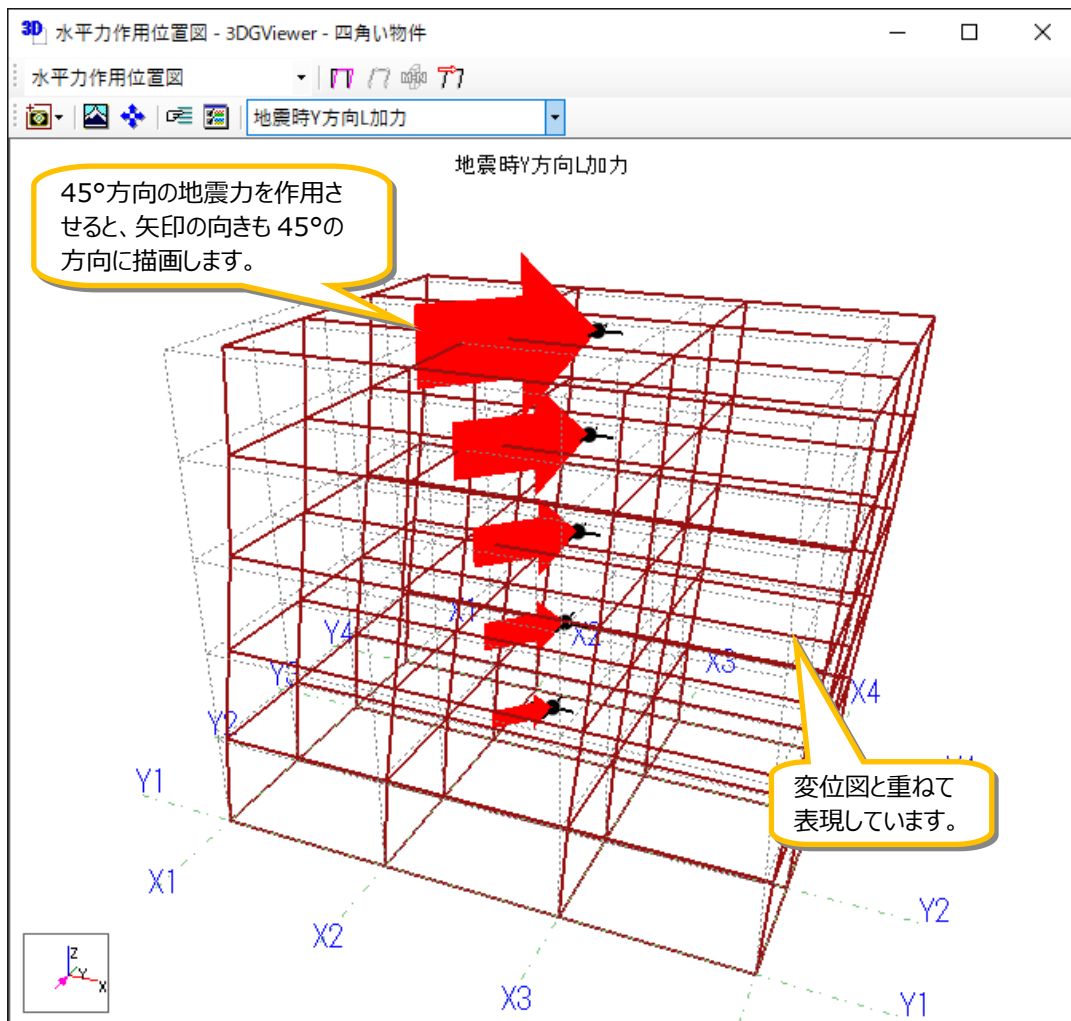 3D 水平力作用位置図 - 3DGViewer - 四角い物件
水平力作用位置図
地震時Y方向L加力
地震時Y方向L加力
45°方向の地震力を作用さ
せると、矢印の向きも 45°の
方向に描画します。
X1
X2
X3
X4
Y4
Y3
Y2
Y1
変位図と重ねて
表現しています。
X1
X2
X3
Y2
Y1
Z
Y
X